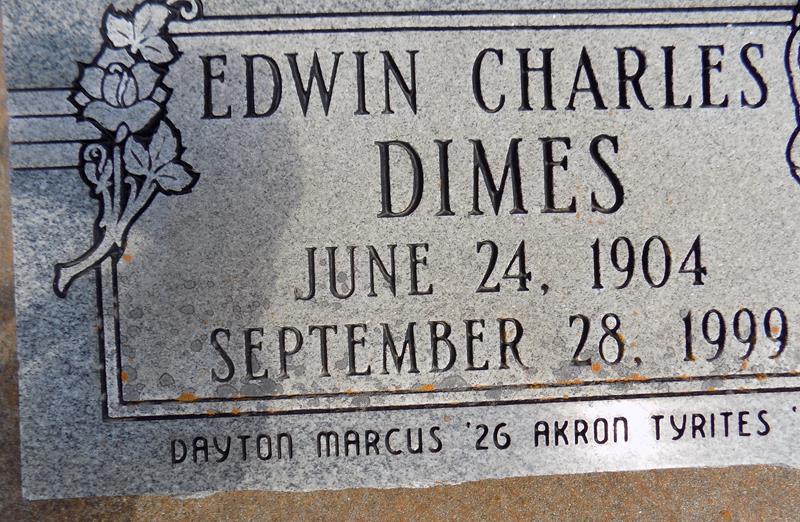 EDWIN CHARLES
DIMES
JUNE 24, 1904
SEPTEMBER 28, 1999
DAYTON MARCUS '26 AKRON TYRITES '